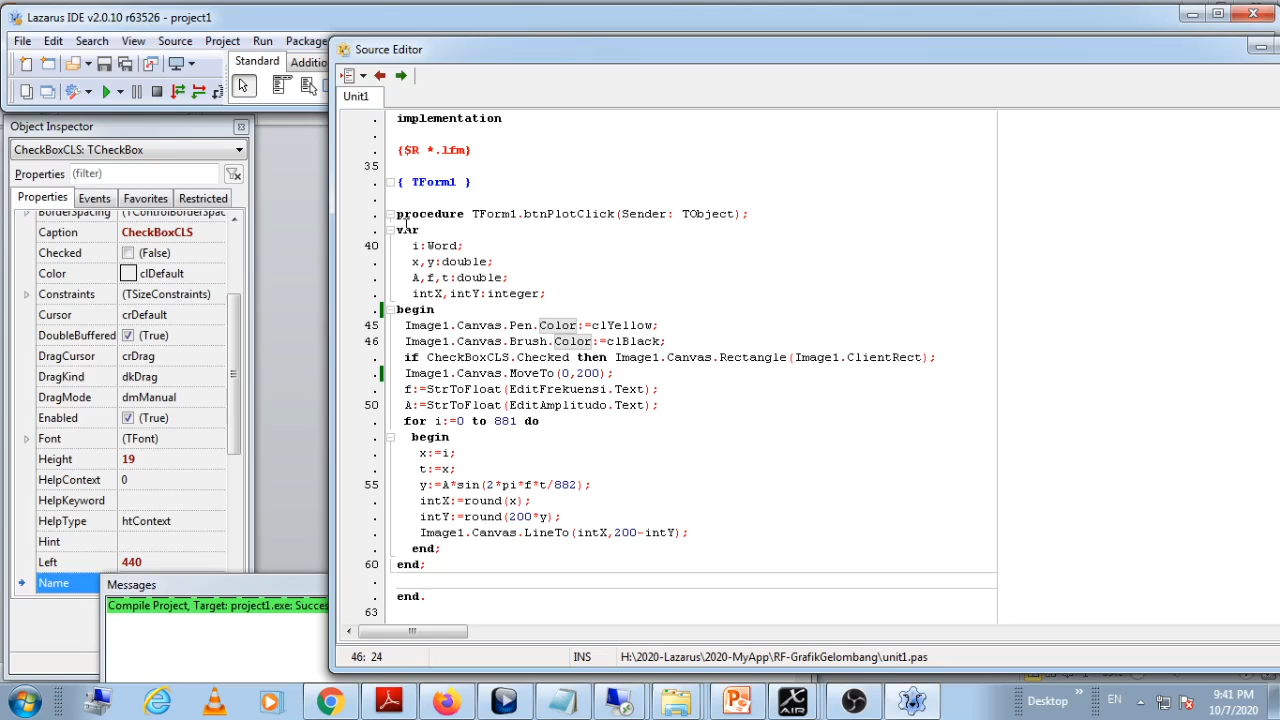 Lazarus IDE v2.0.10 r63526 - project1
File Edit Search View Source Project Run Package
Standard Additio
Source Editor
Unit1
Object Inspector
CheckBoxCLS: TCheckBox
Properties (filter)
Properties Events Favorites Restricted
BorderSpacing (TControlBorderSpac
Caption CheckBoxCLS
Checked (False)
Color clDefault
Constraints (TSizeConstraints)
Cursor crDefault
DoubleBuffered (True)
DragCursor crDrag
DragKind dkDrag
DragMode dmManual
Enabled (True)
Font (TFont)
Height 19
HelpContext 0
HelpKeyword
HelpType htContext
Hint
Left 440
Name
Messages
Compile Project, Target: project1.exe: Succes
implementation
{$R *.lfm}
35
{ TForm1 }
procedure TForm1.btnPlotClick(Sender: TObject);
var
40 i:Word;
x,y:double;
A,f,t:double;
intX,intY:integer;
begin
45 Image1.Canvas.Pen.Color:=clYellow;
46 Image1.Canvas.Brush.Color:=clBlack;
if CheckBoxCLS.Checked then Image1.Canvas.Rectangle(Image1.ClientRect);
Image1.Canvas.MoveTo(0,200);
f:=StrToFloat(EditFrekuensi.Text);
50 A:=StrToFloat(EditAmplitudo.Text);
for i:=0 to 881 do
begin
x:=i;
t:=x;
55 y:=A*sin(2*pi*f*t/882);
intX:=round(x);
intY:=round(200*y);
Image1.Canvas.LineTo(intX,200-intY);
end;
60 end;
end.
63
46: 24 INS H:\2020-Lazarus\2020-MyApp\RF-GrafikGelombang\unit1.pas
X AIR
Desktop » EN
9:41 PM
10/7/2020